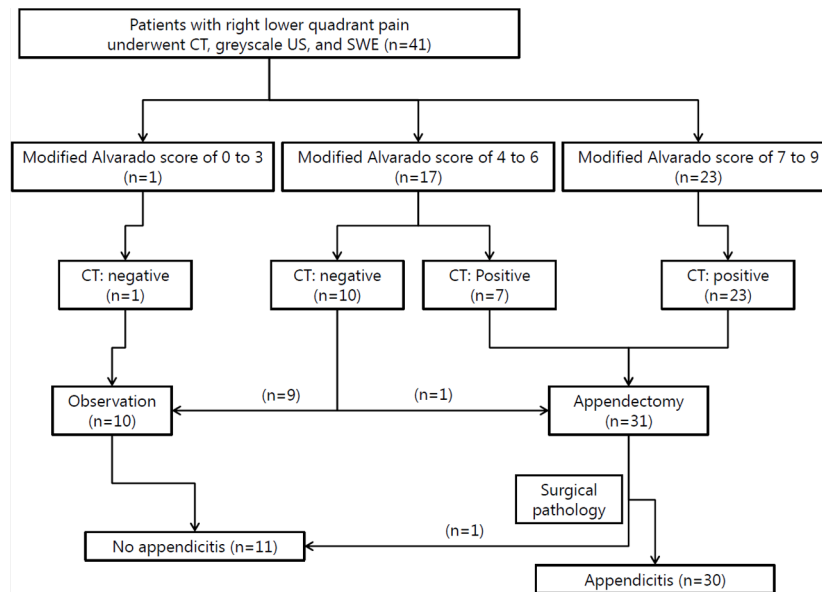 Patients with right lower quadrant pain
underwent CT, greyscale US, and SWE (n=41)
Modified Alvarado score of 0 to 3
(n=1)
Modified Alvarado score of 4 to 6
(n=17)
Modified Alvarado score of 7 to 9
(n=23)
CT: negative
(n=1)
CT: negative
(n=10)
CT: Positive
(n=7)
CT: positive
(n=23)
Observation
(n=10)
(n=9)
(n=1)
Appendectomy
(n=31)
Surgical
pathology
No appendicitis (n=11)
(n=1)
Appendicitis (n=30)